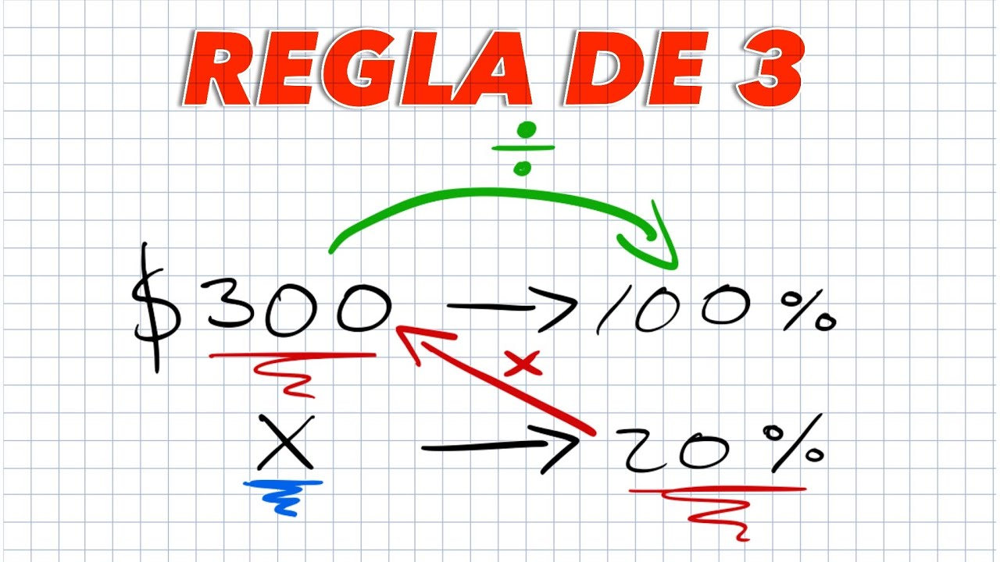 REGLA DE 3
÷
$300 → 100%
x
X → 20%